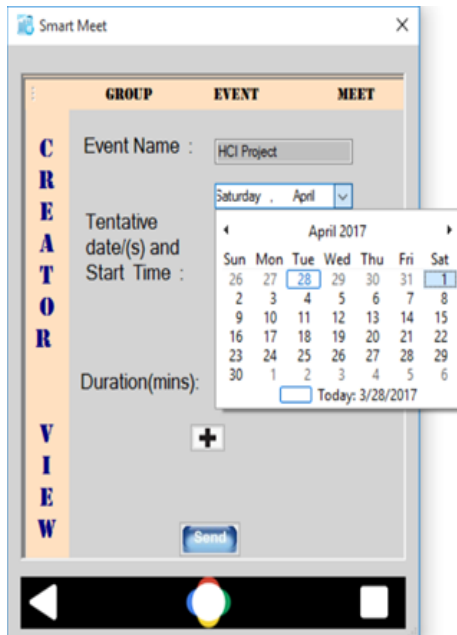 Smart Meet
GROUP EVENT MEET
CREATOR VIEW
Event Name : HCI Project
Saturday , April
Tentative
date/(s) and
Start Time :
April 2017
Sun Mon Tue Wed Thu Fri Sat
26 27 28 29 30 31 1
2 3 4 5 6 7 8
9 10 11 12 13 14 15
16 17 18 19 20 21 22
23 24 25 26 27 28 29
30 1 2 3 4 5 6
Today: 3/28/2017
Duration(mins):
Send